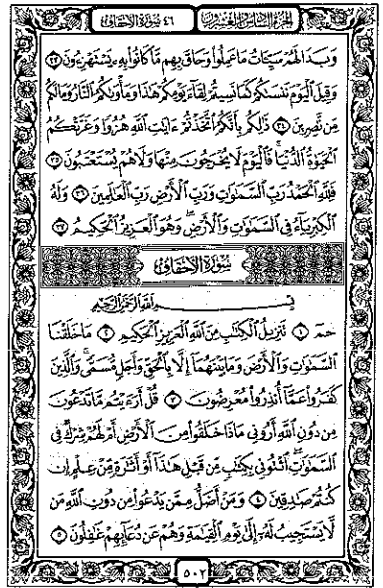 سورة الأحقاف ٤٦
الجزء السادس والعشرون
وَبَدَا لَهُمْ سَيِّئَاتُ مَا عَمِلُوا وَحَاقَ بِهِم مَّا كَانُوا بِهِ يَسْتَهْزِءُونَ ٣٣
وَقِيلَ الْيَوْمَ نَنسَاكُمْ كَمَا نَسِيتُمْ لِقَاءَ يَوْمِكُمْ هَذَا وَمَأْوَاكُمُ النَّارُ وَمَا لَكُم
مِّن نَّاصِرِينَ ٣٤ ذَلِكُم بِأَنَّكُمُ اتَّخَذْتُمْ آيَاتِ اللَّهِ هُزُوًا وَغَرَّتْكُمُ
الْحَيَاةُ الدُّنْيَا فَالْيَوْمَ لَا يُخْرَجُونَ مِنْهَا وَلَا هُمْ يُسْتَعْتَبُونَ ٣٥
فَلِلَّهِ الْحَمْدُ رَبِّ السَّمَاوَاتِ وَرَبِّ الْأَرْضِ رَبِّ الْعَالَمِينَ ٣٦ وَلَهُ
الْكِبْرِيَاءُ فِي السَّمَاوَاتِ وَالْأَرْضِ وَهُوَ الْعَزِيزُ الْحَكِيمُ ٣٧
سُورَةُ الْأَحْقَافِ
بِسْمِ اللَّهِ الرَّحْمَنِ الرَّحِيمِ
حم ١ تَنزِيلُ الْكِتَابِ مِنَ اللَّهِ الْعَزِيزِ الْحَكِيمِ ٢ مَا خَلَقْنَا
السَّمَاوَاتِ وَالْأَرْضَ وَمَا بَيْنَهُمَا إِلَّا بِالْحَقِّ وَأَجَلٍ مُّسَمًّى وَالَّذِينَ
كَفَرُوا عَمَّا أُنذِرُوا مُعْرِضُونَ ٣ قُلْ أَرَءَيْتُم مَّا تَدْعُونَ
مِن دُونِ اللَّهِ أَرُونِي مَاذَا خَلَقُوا مِنَ الْأَرْضِ أَمْ لَهُمْ شِرْكٌ فِي
السَّمَاوَاتِ ائْتُونِي بِكِتَابٍ مِّن قَبْلِ هَذَا أَوْ أَثَارَةٍ مِّنْ عِلْمٍ إِن
كُنتُمْ صَادِقِينَ ٤ وَمَنْ أَضَلُّ مِمَّن يَدْعُو مِن دُونِ اللَّهِ مَن
لَّا يَسْتَجِيبُ لَهُ إِلَى يَوْمِ الْقِيَامَةِ وَهُمْ عَن دُعَائِهِمْ غَافِلُونَ ٥
٥٠٢